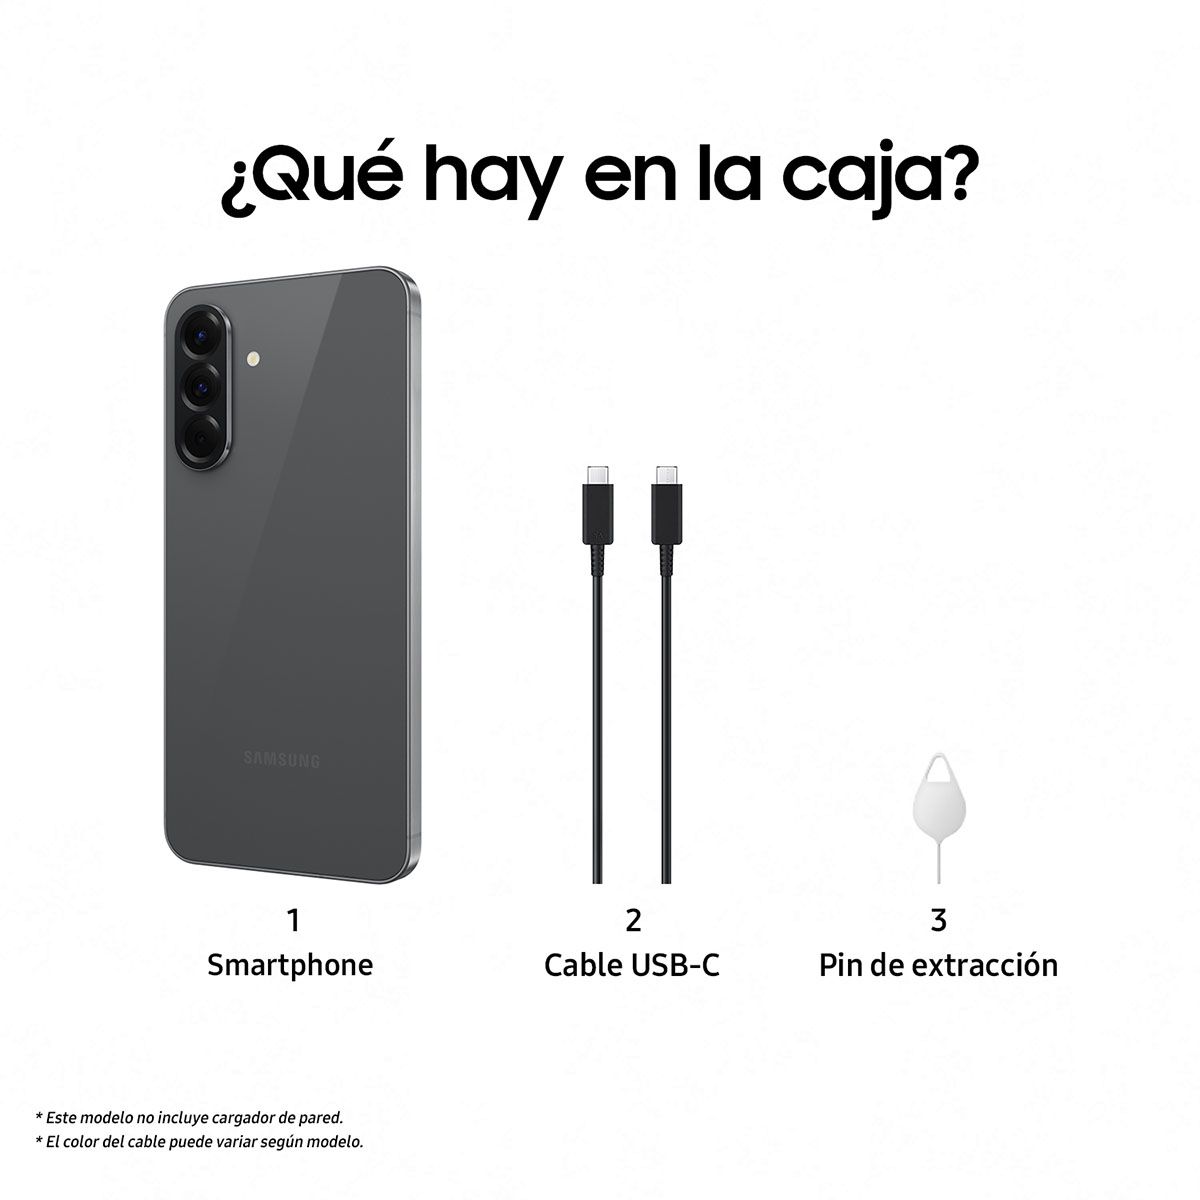 ¿Qué hay en la caja?
SAMSUNG
1
Smartphone
2
Cable USB-C
3
Pin de extracción
* Este modelo no incluye cargador de pared.
* El color del cable puede variar según modelo.